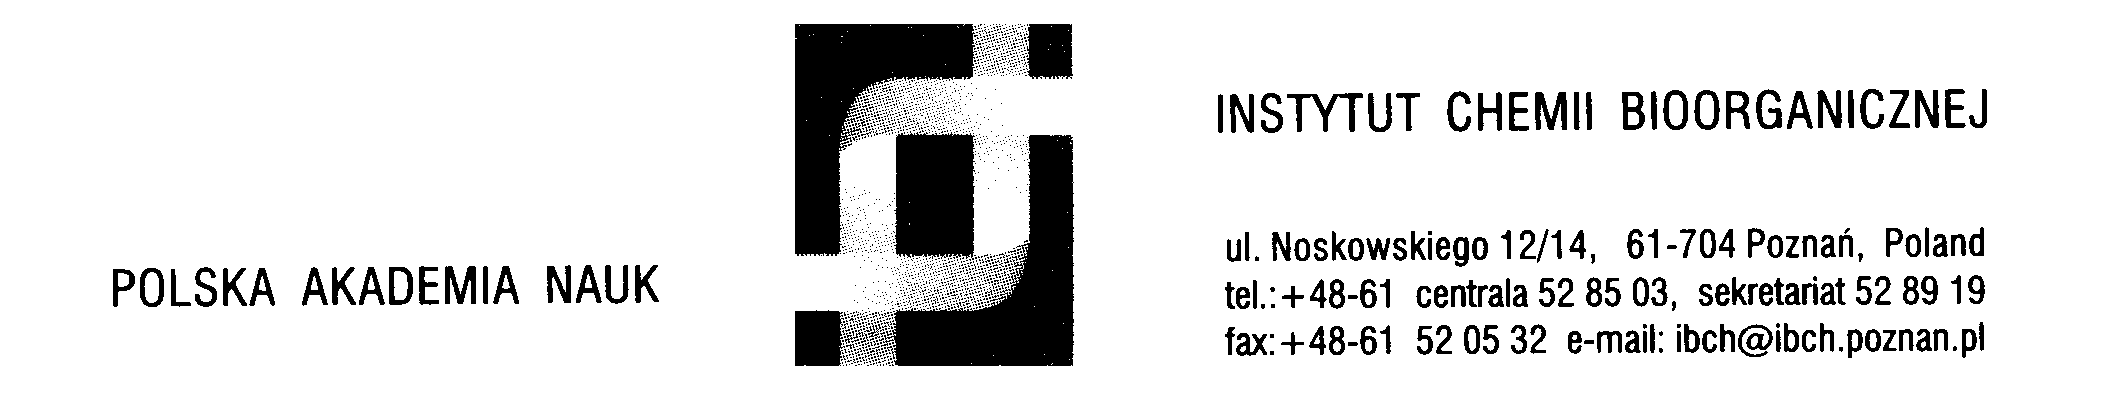 POLSKA AKADEMIA NAUK
INSTYTUT CHEMII BIOORGANICZNEJ
ul. Noskowskiego 12/14, 61-704 Poznań, Poland
tel.:+48-61 centrala 52 85 03, sekretariat 52 89 19
fax:+48-61 52 05 32 e-mail: ibch@ibch.poznan.pl